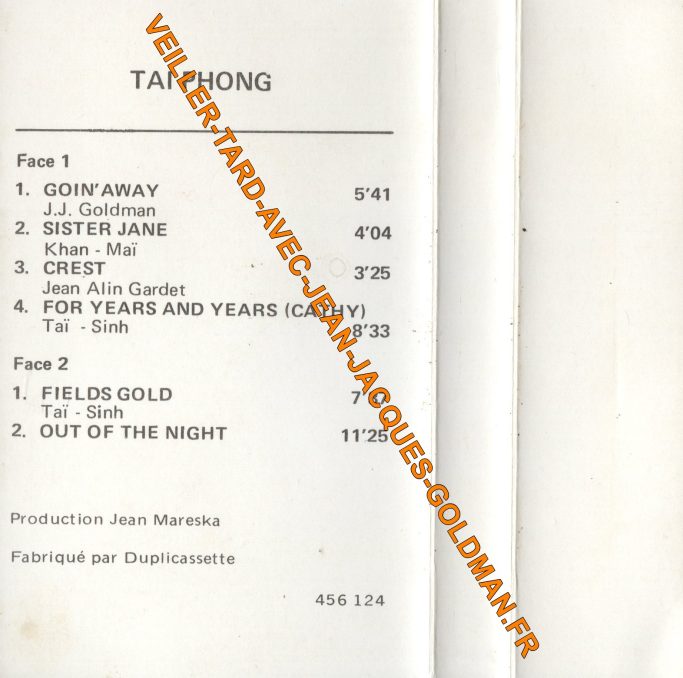 TAI PHONG
Face 1
1. GOIN'AWAY 5'41
J.J. Goldman
2. SISTER JANE 4'04
Khan - Maï
3. CREST 3'25
Jean Alin Gardet
4. FOR YEARS AND YEARS (CATHY)
Taï - Sinh 8'33
Face 2
1. FIELDS GOLD
Taï - Sinh
2. OUT OF THE NIGHT 11'25
Production Jean Mareska
Fabriqué par Duplicassette
456 124
VEILLER-TARD-AVEC-JEAN-JACQUES-GOLDMAN.FR